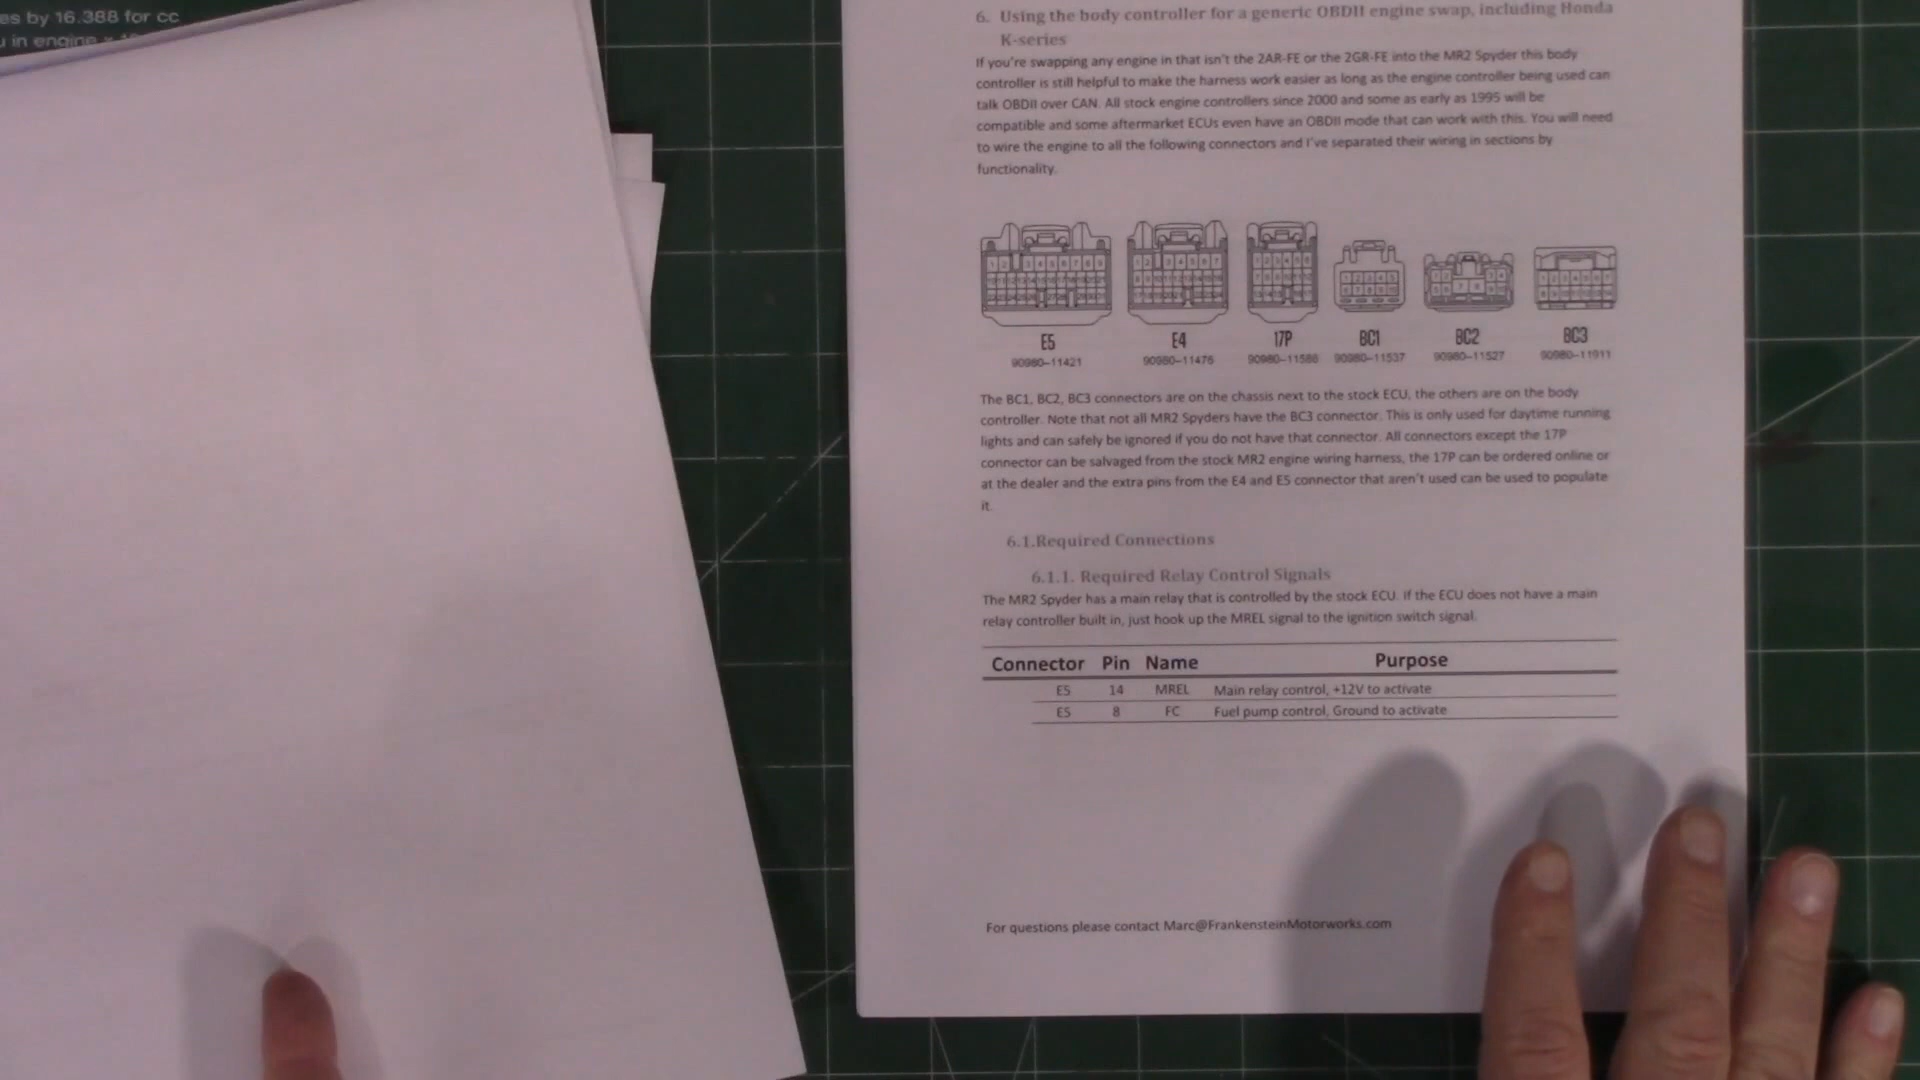 es by 16.388 for cc
in engine
6. Using the body controller for a generic OBDII engine swap, including Honda
K-series
If you're swapping any engine in that isn't the 2AR-FE or the 2GR-FE into the MR2 Spyder this body
controller is still helpful to make the harness work easier as long as the engine controller being used can
talk OBDII over CAN. All stock engine controllers since 2000 and some as early as 1995 will be
compatible and some aftermarket ECUs even have an OBDII mode that can work with this. You will need
to wire the engine to all the following connectors and I've separated their wiring in sections by
functionality.
E5 E4 17P BC1 BC2 BC3
90980-11421 90980-11476 90980-11586 90980-11537 90980-11527 90980-11911
The BC1, BC2, BC3 connectors are on the chassis next to the stock ECU, the others are on the body
controller. Note that not all MR2 Spyders have the BC3 connector. This is only used for daytime running
lights and can safely be ignored if you do not have that connector. All connectors except the 17P
connector can be salvaged from the stock MR2 engine wiring harness, the 17P can be ordered online or
at the dealer and the extra pins from the E4 and E5 connector that aren't used can be used to populate
it.
6.1.Required Connections
6.1.1. Required Relay Control Signals
The MR2 Spyder has a main relay that is controlled by the stock ECU. If the ECU does not have a main
relay controller built in, just hook up the MREL signal to the ignition switch signal.
Connector Pin Name Purpose
E5 14 MREL Main relay control, +12V to activate
E5 8 FC Fuel pump control, Ground to activate
For questions please contact Marc@FrankensteinMotorworks.com